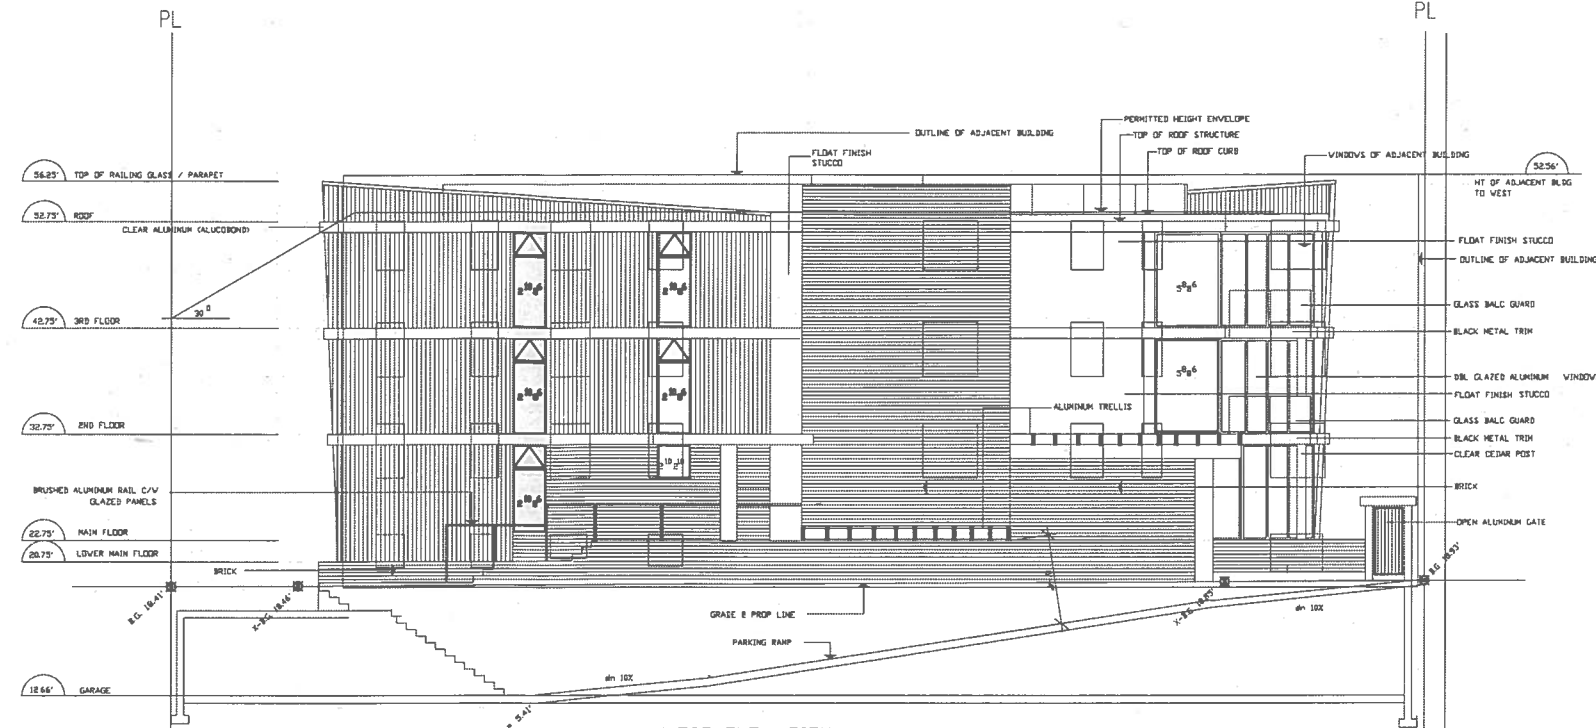 PL
PL
OUTLINE OF ADJACENT BUILDING
PERMITTED HEIGHT ENVELOPE
TOP OF ROOF STRUCTURE
TOP OF ROOF CURB
FLOAT FINISH
STUCCO
WINDOWS OF ADJACENT BUILDING
52.56'
HT OF ADJACENT BLDG
TO WEST
56.25' TOP OF RAILING GLASS / PARAPET
52.75' ROOF
CLEAR ALUMINUM (ALUCOBOND)
FLOAT FINISH STUCCO
OUTLINE OF ADJACENT BUILDING
30°
42.75' 3RD FLOOR
GLASS BALC GUARD
BLACK METAL TRIM
DBL GLAZED ALUMINUM WINDOW
FLOAT FINISH STUCCO
ALUMINUM TRELLIS
GLASS BALC GUARD
32.75' 2ND FLOOR
BLACK METAL TRIM
CLEAR CEDAR POST
BRUSHED ALUMINUM RAIL C/W
GLAZED PANELS
BRICK
22.75' MAIN FLOOR
OPEN ALUMINUM GATE
20.75' LOWER MAIN FLOOR
BRICK
B.G. 18.41'
X-B.G. 18.46'
GRADE @ PROP LINE
PARKING RAMP
dn 10%
dn 10%
12.66' GARAGE